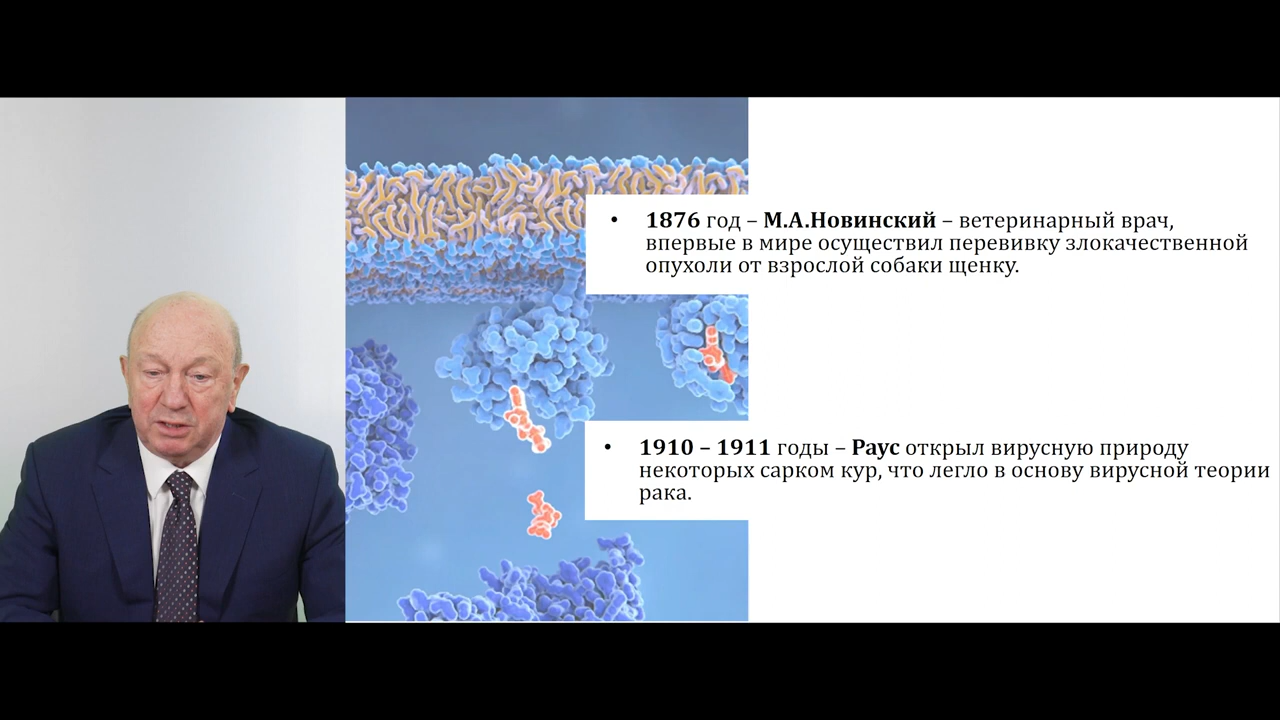 • 1876 год – М.А.Новинский – ветеринарный врач,
впервые в мире осуществил перевивку злокачественной
опухоли от взрослой собаки щенку.
• 1910 – 1911 годы – Раус открыл вирусную природу
некоторых сарком кур, что легло в основу вирусной теории
рака.